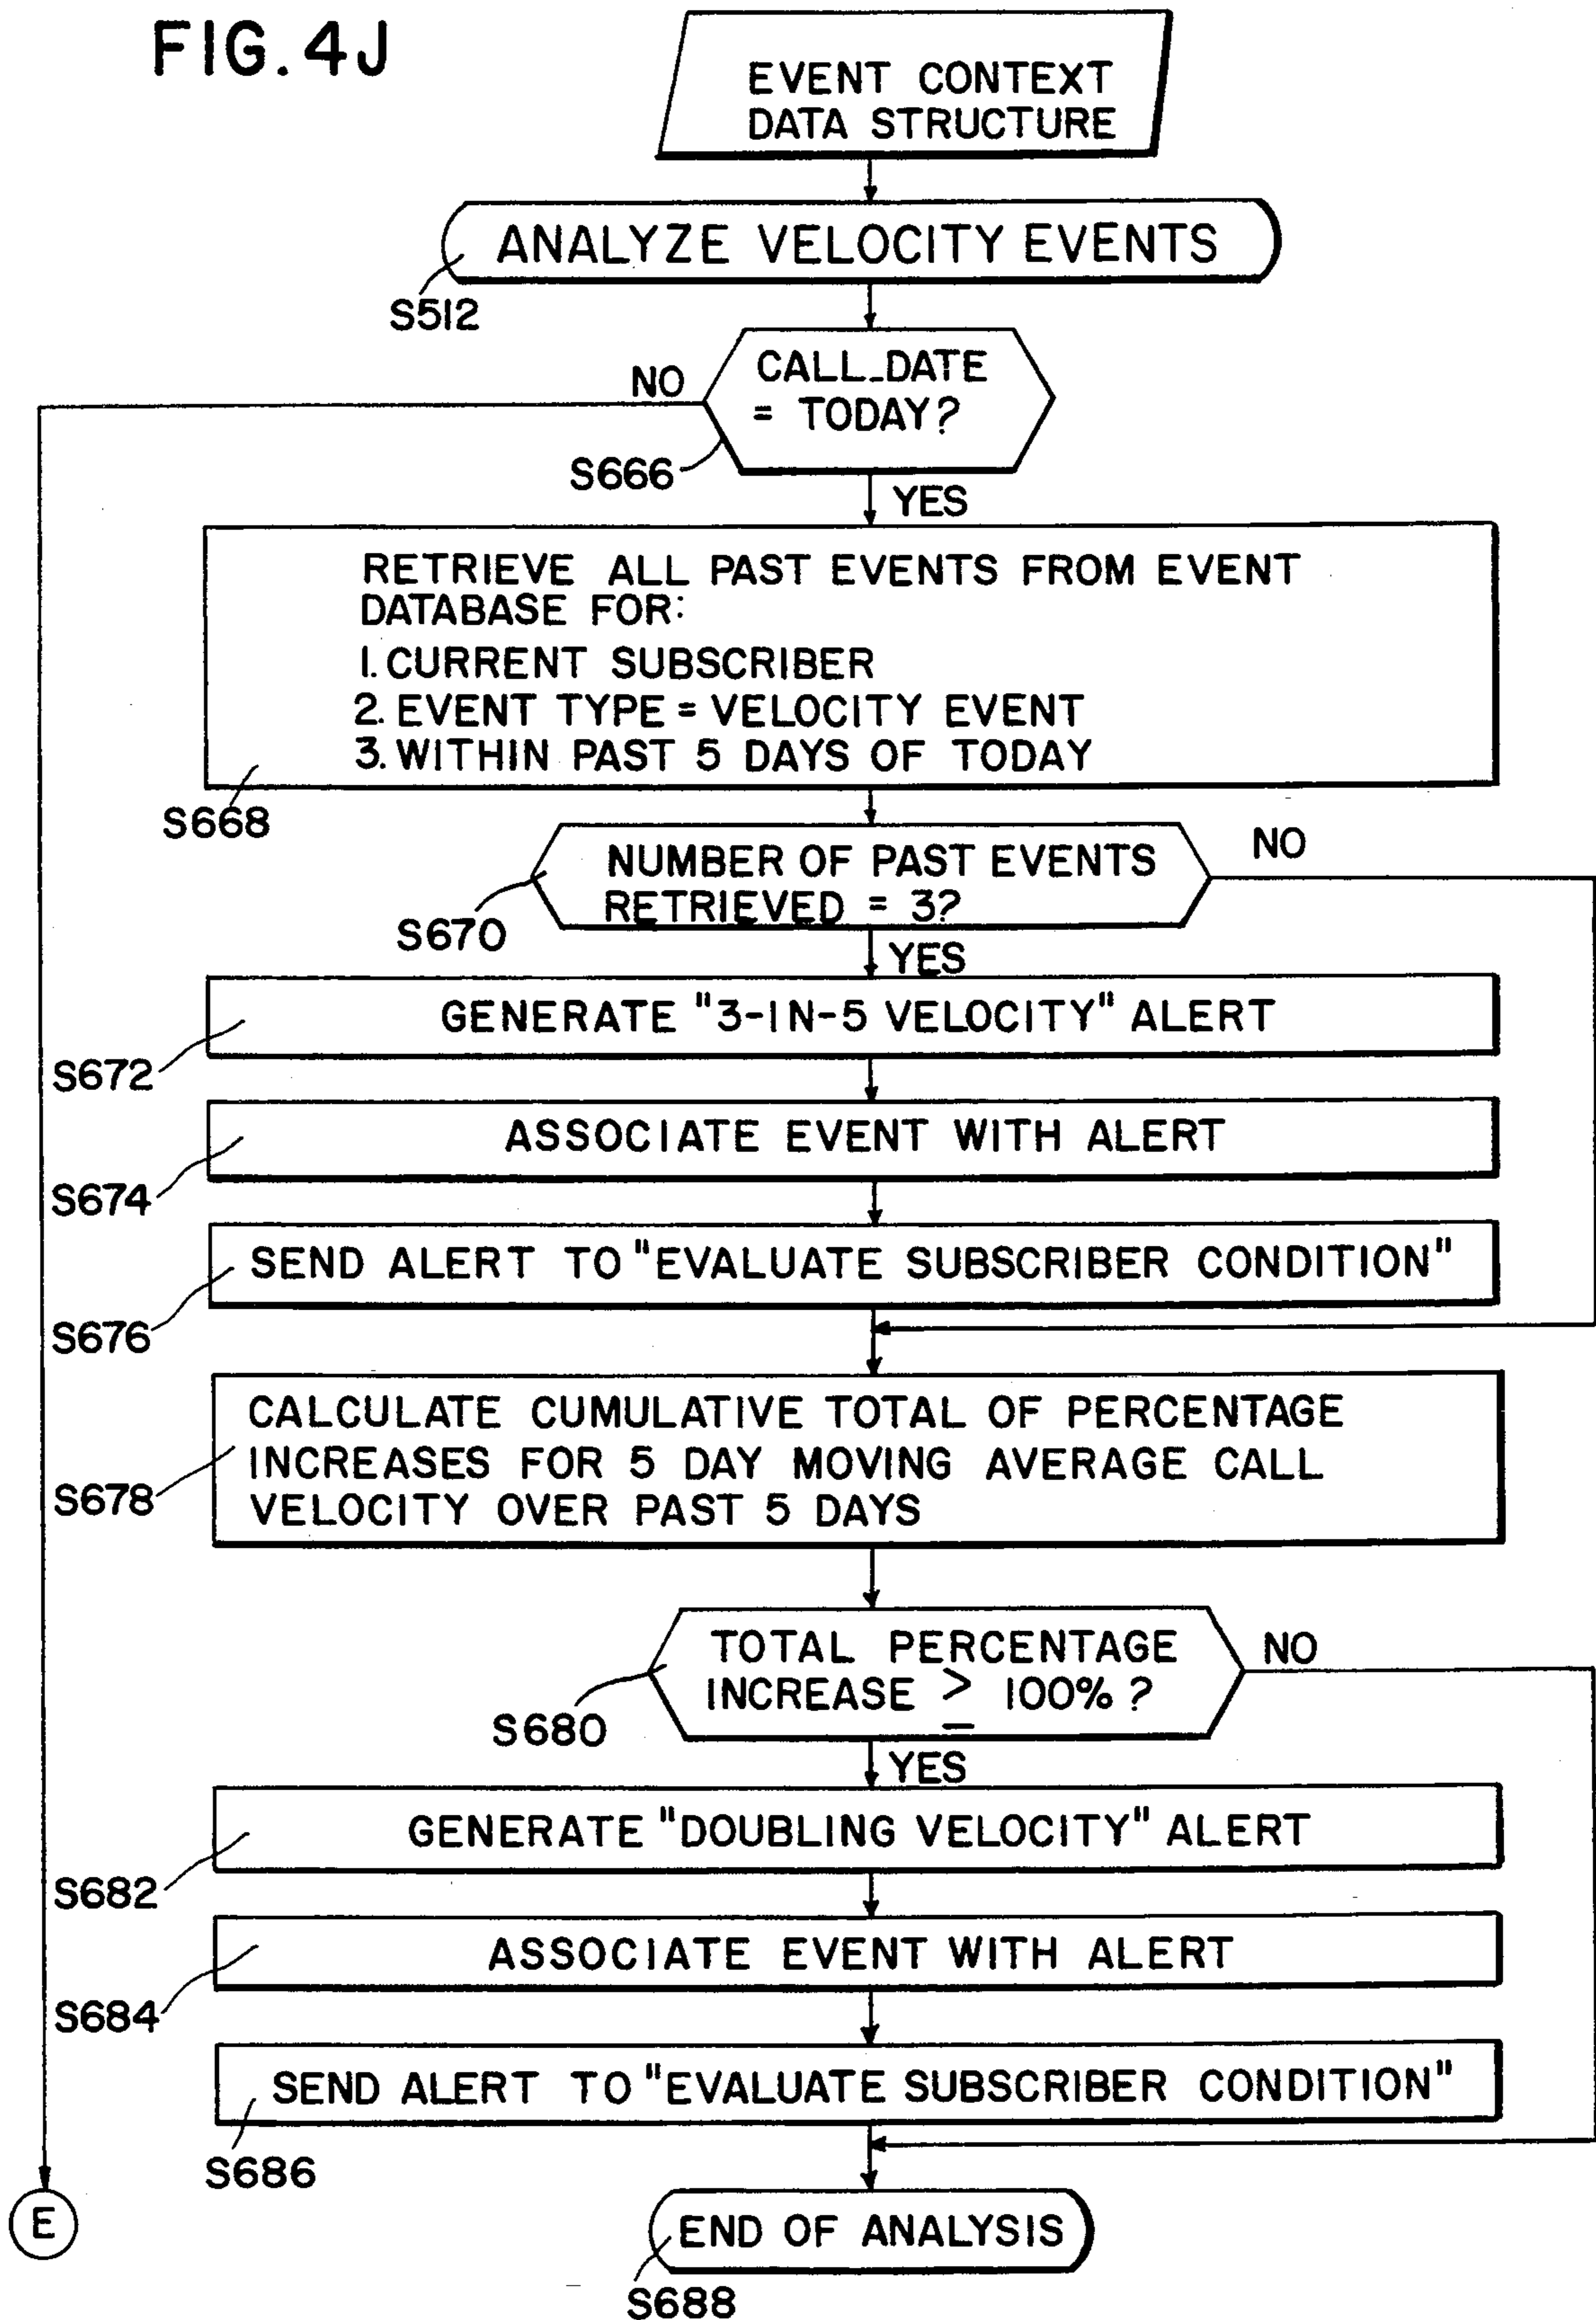 FIG. 4J
EVENT CONTEXT
DATA STRUCTURE
ANALYZE VELOCITY EVENTS
S512
CALL_DATE
= TODAY?
NO
S666
YES
RETRIEVE ALL PAST EVENTS FROM EVENT
DATABASE FOR:
1. CURRENT SUBSCRIBER
2. EVENT TYPE = VELOCITY EVENT
3. WITHIN PAST 5 DAYS OF TODAY
S668
NUMBER OF PAST EVENTS
RETRIEVED = 3?
NO
S670
YES
GENERATE "3-IN-5 VELOCITY" ALERT
S672
ASSOCIATE EVENT WITH ALERT
S674
SEND ALERT TO "EVALUATE SUBSCRIBER CONDITION"
S676
CALCULATE CUMULATIVE TOTAL OF PERCENTAGE
INCREASES FOR 5 DAY MOVING AVERAGE CALL
VELOCITY OVER PAST 5 DAYS
S678
TOTAL PERCENTAGE
INCREASE ≥ 100% ?
NO
S680
YES
GENERATE "DOUBLING VELOCITY" ALERT
S682
ASSOCIATE EVENT WITH ALERT
S684
SEND ALERT TO "EVALUATE SUBSCRIBER CONDITION"
S686
E
END OF ANALYSIS
S688